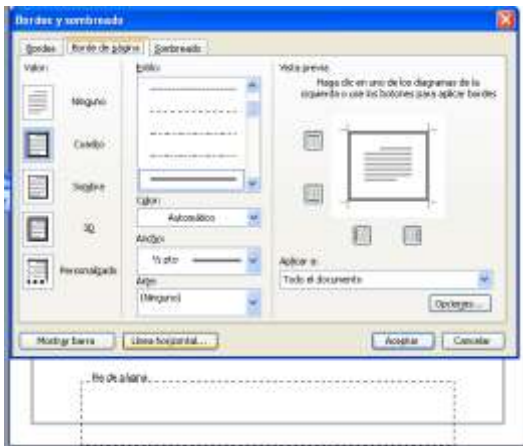 Bordes y sombreado
Bordes
Borde de página
Sombreado
Valor:
Ninguno
Cuadro
Sombra
3D
Personalizado
Estilo:
Color:
Automático
Ancho:
½ pto
Arte:
(Ninguno)
Vista previa
Haga clic en uno de los diagramas de la
izquierda o use los botones para aplicar bordes
Aplicar a:
Todo el documento
Opciones...
Mostrar barra
Línea horizontal...
Aceptar
Cancelar
Pie de página